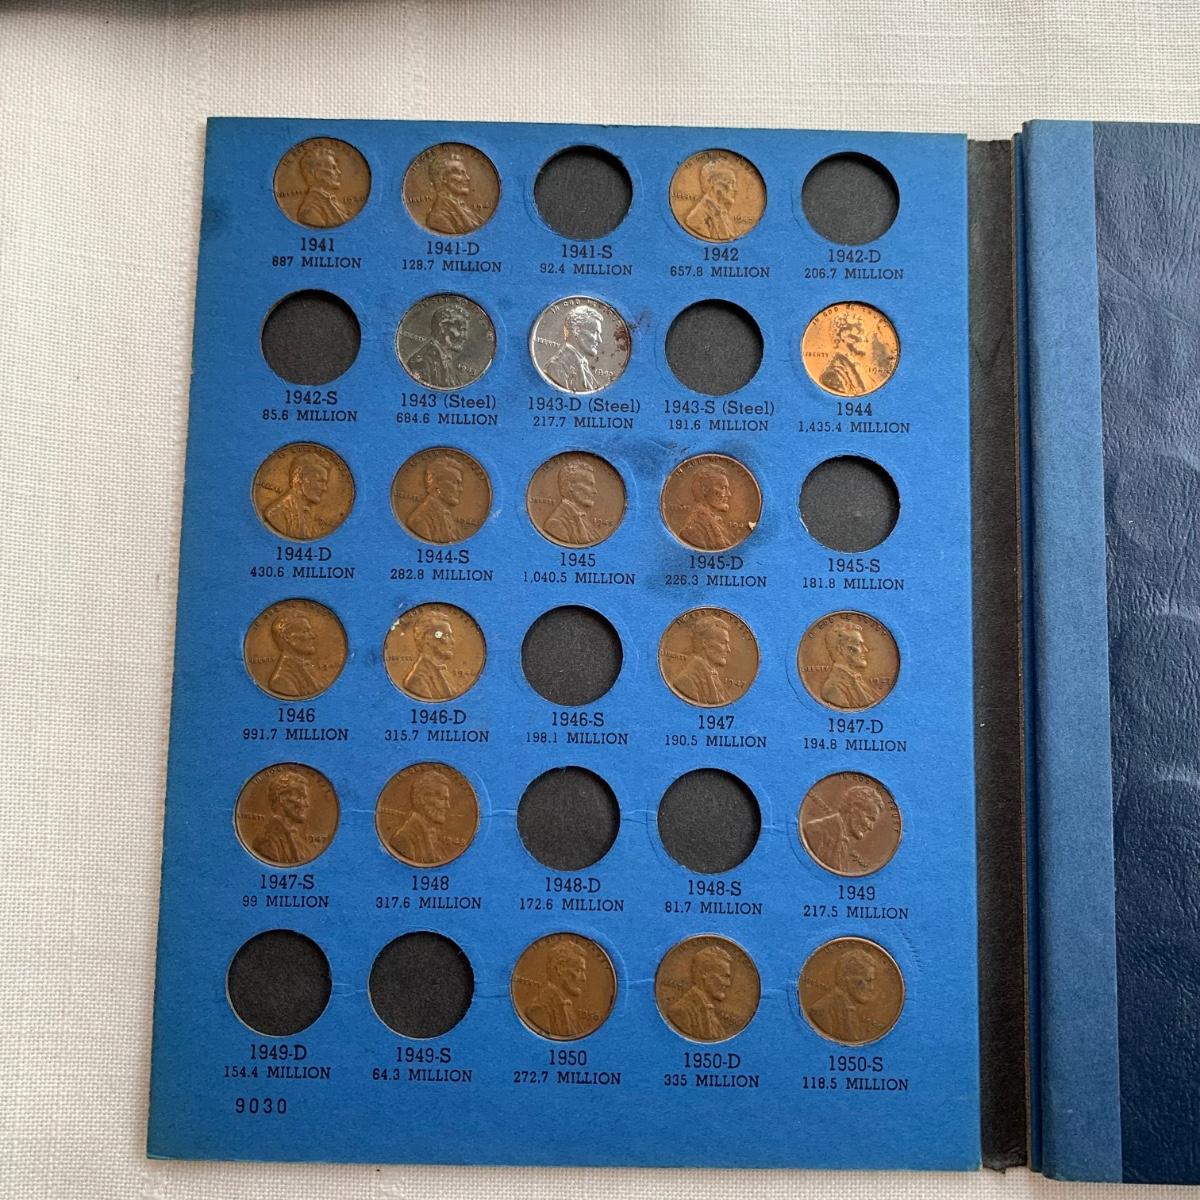 1941 1941-D 1941-S 1942 1942-D
887 MILLION 128.7 MILLION 92.4 MILLION 657.8 MILLION 206.7 MILLION
1942-S 1943 (Steel) 1943-D (Steel) 1943-S (Steel) 1944
85.6 MILLION 684.6 MILLION 217.7 MILLION 191.6 MILLION 1,435.4 MILLION
1944-D 1944-S 1945 1945-D 1945-S
430.6 MILLION 282.8 MILLION 1,040.5 MILLION 226.3 MILLION 181.8 MILLION
1946 1946-D 1946-S 1947 1947-D
991.7 MILLION 315.7 MILLION 198.1 MILLION 190.5 MILLION 194.8 MILLION
1947-S 1948 1948-D 1948-S 1949
99 MILLION 317.6 MILLION 172.6 MILLION 81.7 MILLION 217.5 MILLION
1949-D 1949-S 1950 1950-D 1950-S
154.4 MILLION 64.3 MILLION 272.7 MILLION 335 MILLION 118.5 MILLION
9030